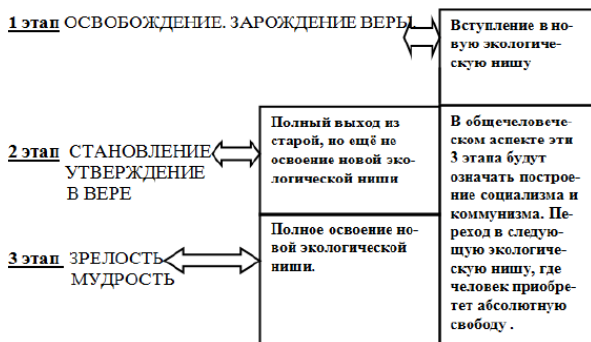 1 этап ОСВОБОЖДЕНИЕ. ЗАРОЖДЕНИЕ ВЕРЫ.
Вступление в но-
вую экологиче-
скую нишу
2 этап СТАНОВЛЕНИЕ
УТВЕРЖДЕНИЕ
В ВЕРЕ
Полный выход из
старой, но ещё не
освоение новой эко-
логической ниши
3 этап ЗРЕЛОСТЬ
МУДРОСТЬ
Полное освоение но-
вой экологической
ниши.
В общечеловече-
ском аспекте эти
3 этапа будут
означать построе-
ние социализма и
коммунизма. Пе-
реход в следую-
щую экологиче-
скую нишу, где
человек приобре-
тет абсолютную
свободу .